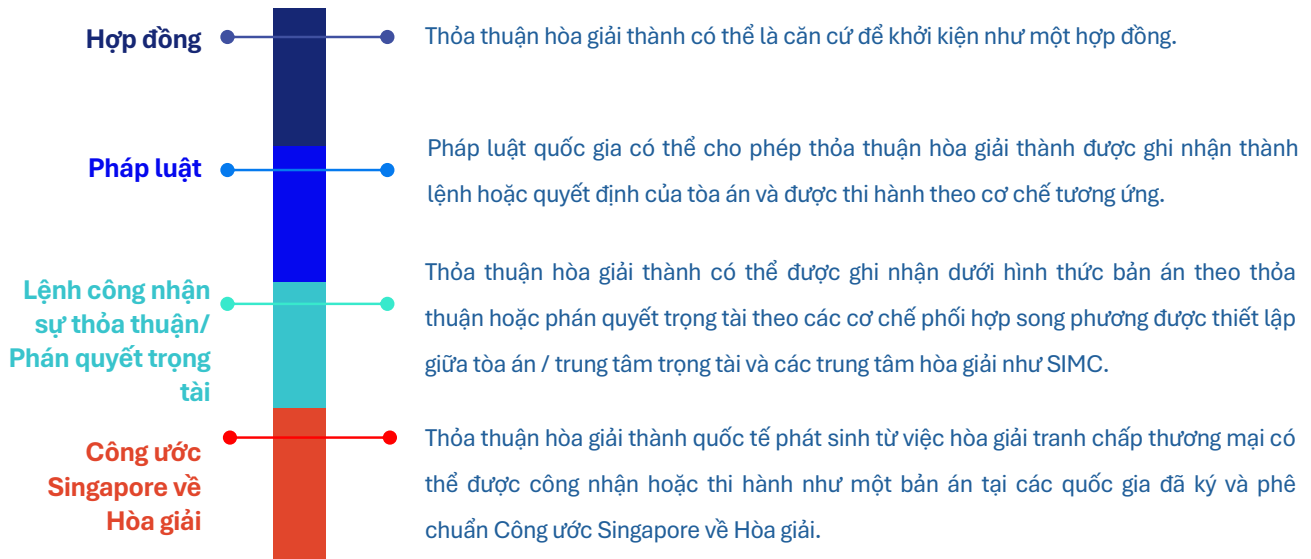 Hợp đồng
Thỏa thuận hòa giải thành có thể là căn cứ để khởi kiện như một hợp đồng.
Pháp luật
Pháp luật quốc gia có thể cho phép thỏa thuận hòa giải thành được ghi nhận thành
lệnh hoặc quyết định của tòa án và được thi hành theo cơ chế tương ứng.
Lệnh công nhận
sự thỏa thuận/
Phán quyết trọng
tài
Thỏa thuận hòa giải thành có thể được ghi nhận dưới hình thức bản án theo thỏa
thuận hoặc phán quyết trọng tài theo các cơ chế phối hợp song phương được thiết lập
giữa tòa án / trung tâm trọng tài và các trung tâm hòa giải như SIMC.
Công ước
Singapore về
Hòa giải
Thỏa thuận hòa giải thành quốc tế phát sinh từ việc hòa giải tranh chấp thương mại có
thể được công nhận hoặc thi hành như một bản án tại các quốc gia đã ký và phê
chuẩn Công ước Singapore về Hòa giải.